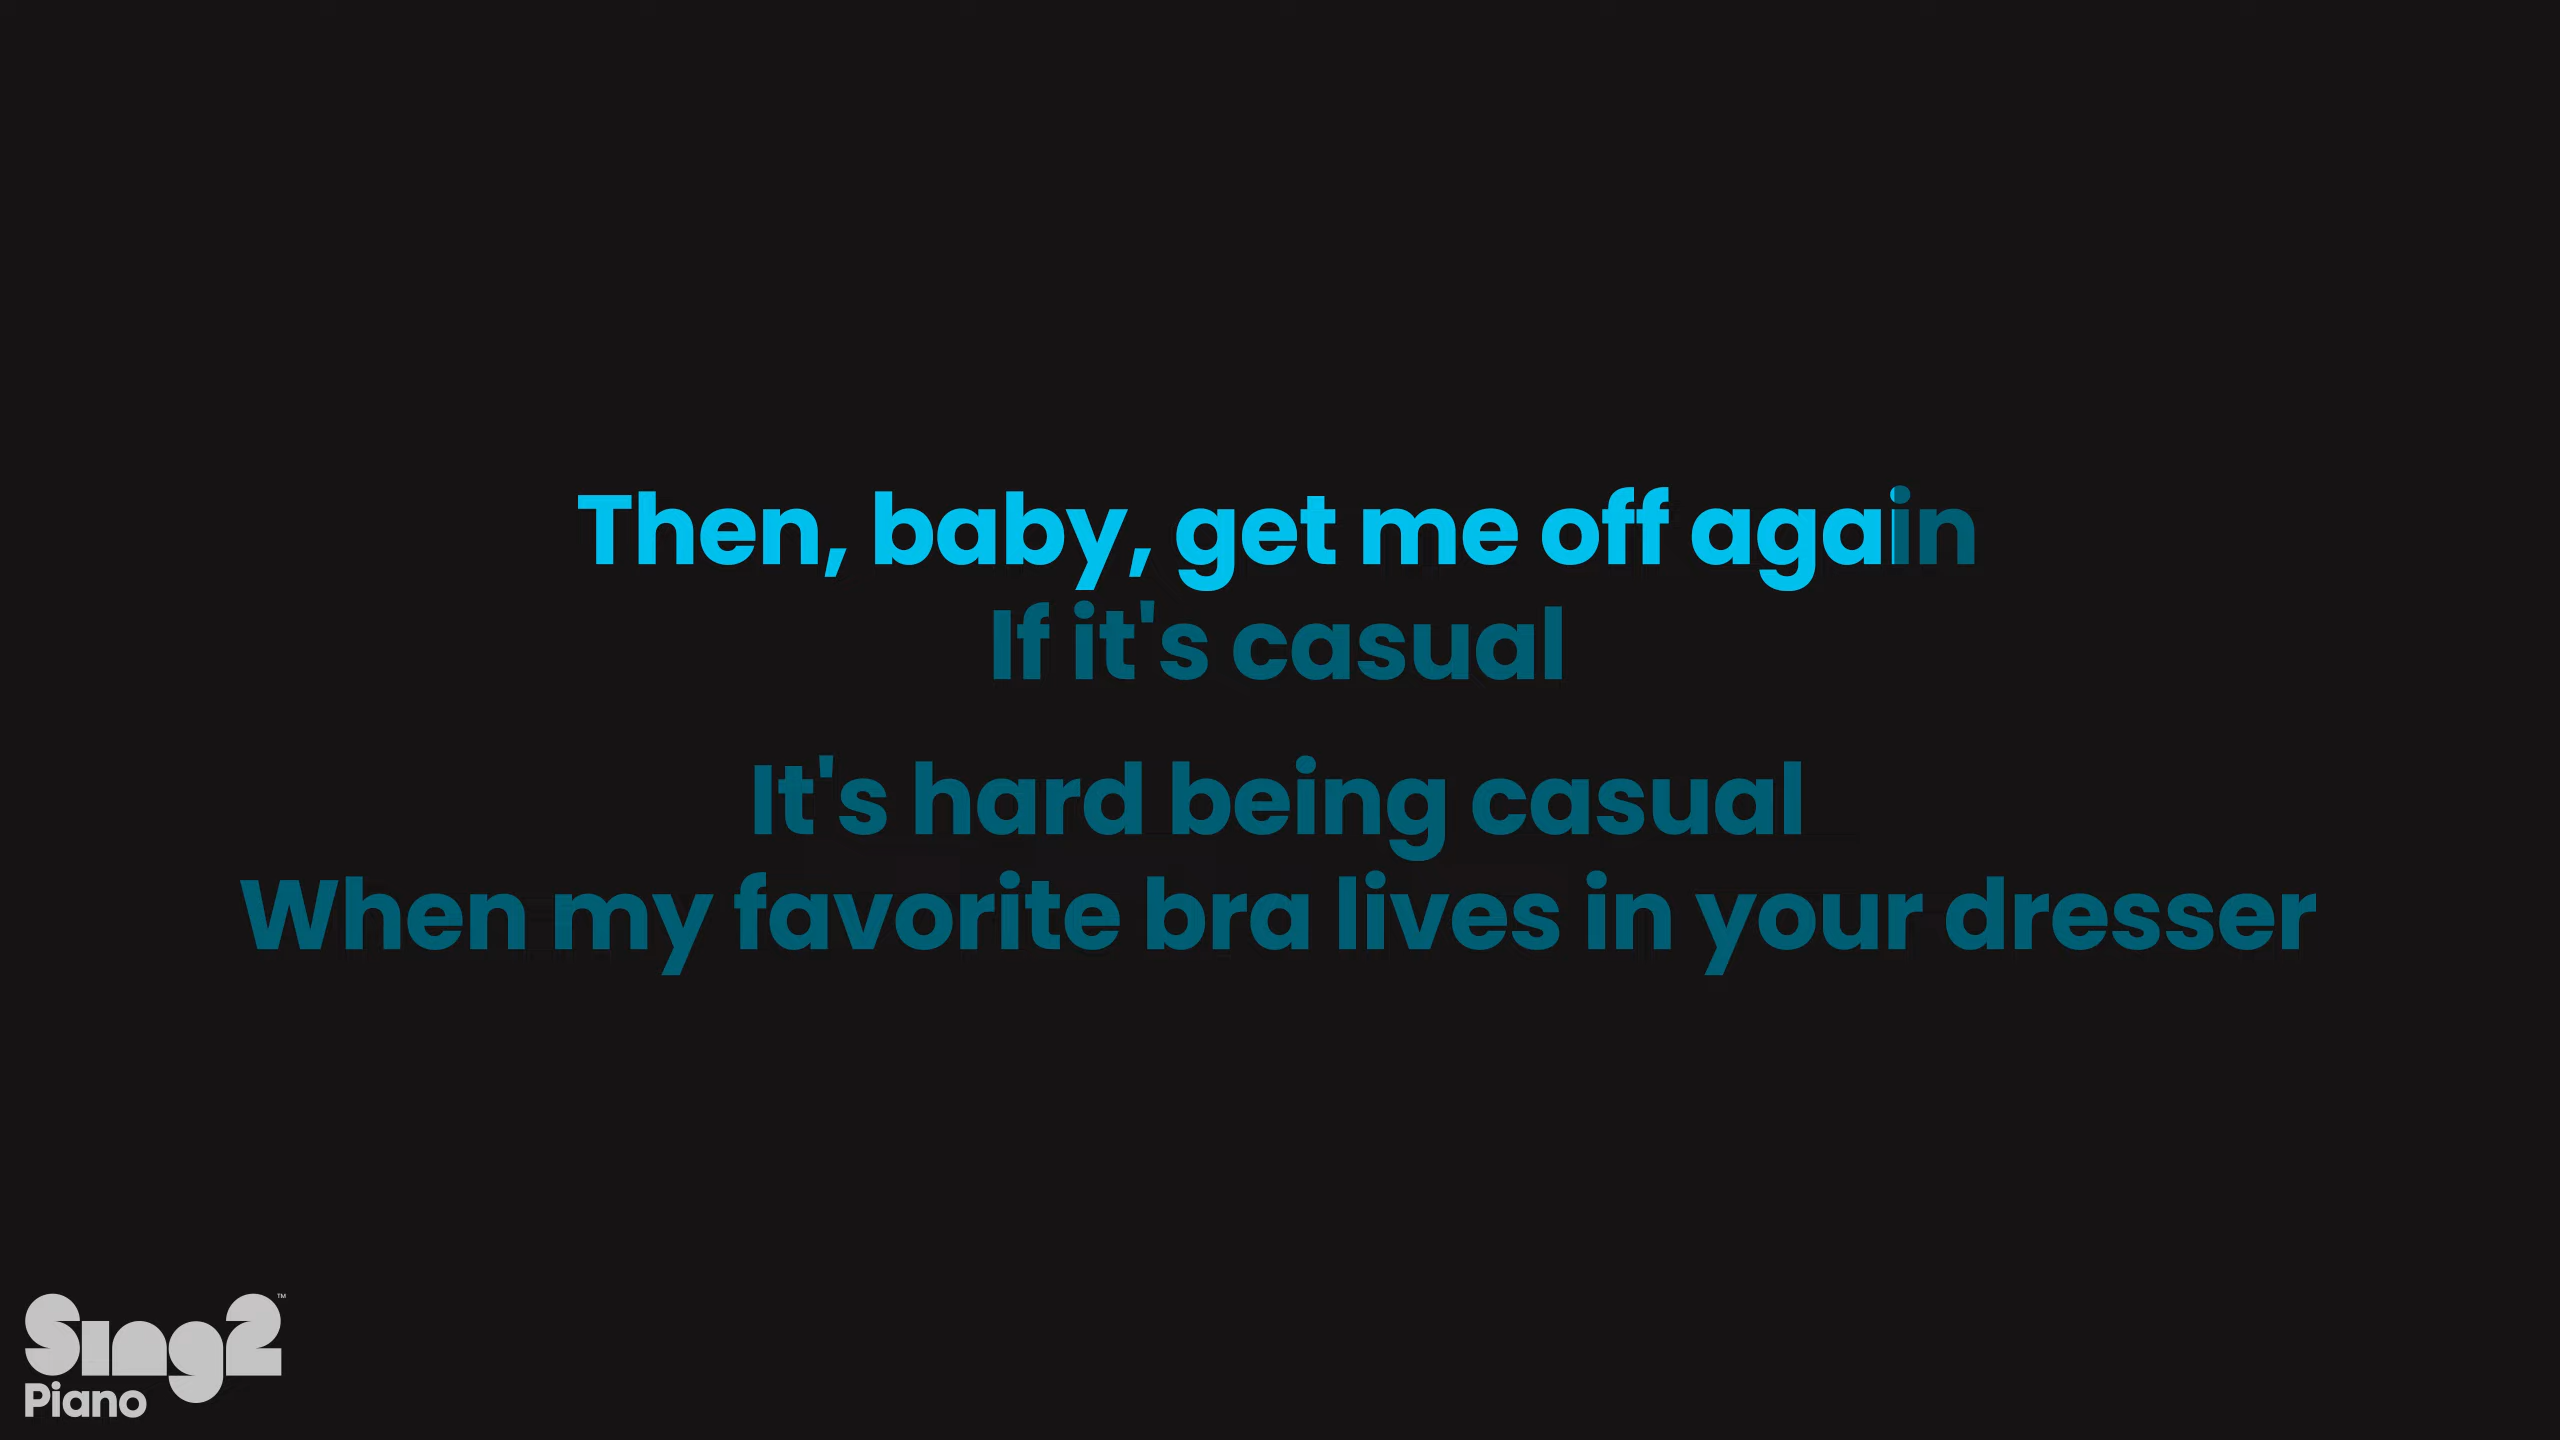 Then, baby, get me off again
If it's casual
It's hard being casual
When my favorite bra lives in your dresser
Sing2™
Piano